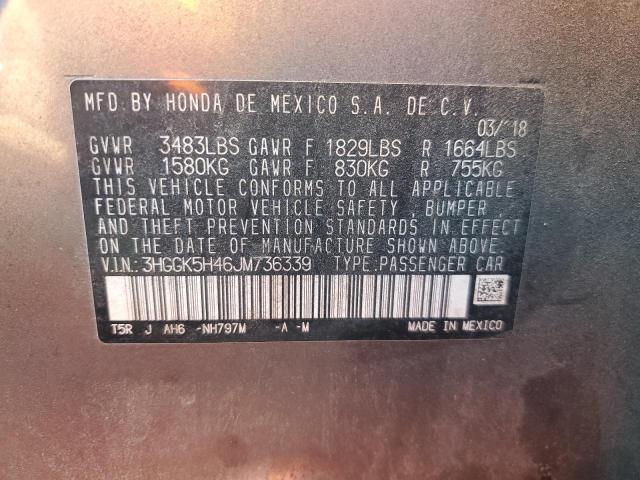 MFD BY HONDA DE MEXICO S.A. DE C.V.
03/'18
GVWR 3483LBS GAWR F 1829LBS R 1664LBS
GVWR 1580KG GAWR F 830KG R 755KG
THIS VEHICLE CONFORMS TO ALL APPLICABLE
FEDERAL MOTOR VEHICLE SAFETY , BUMPER ,
AND THEFT PREVENTION STANDARDS IN EFFECT
ON THE DATE OF MANUFACTURE SHOWN ABOVE
V.I.N.: 3HGGK5H46JM736339 TYPE:PASSENGER CAR
T5R J AH6 -NH797M -A -M MADE IN MEXICO